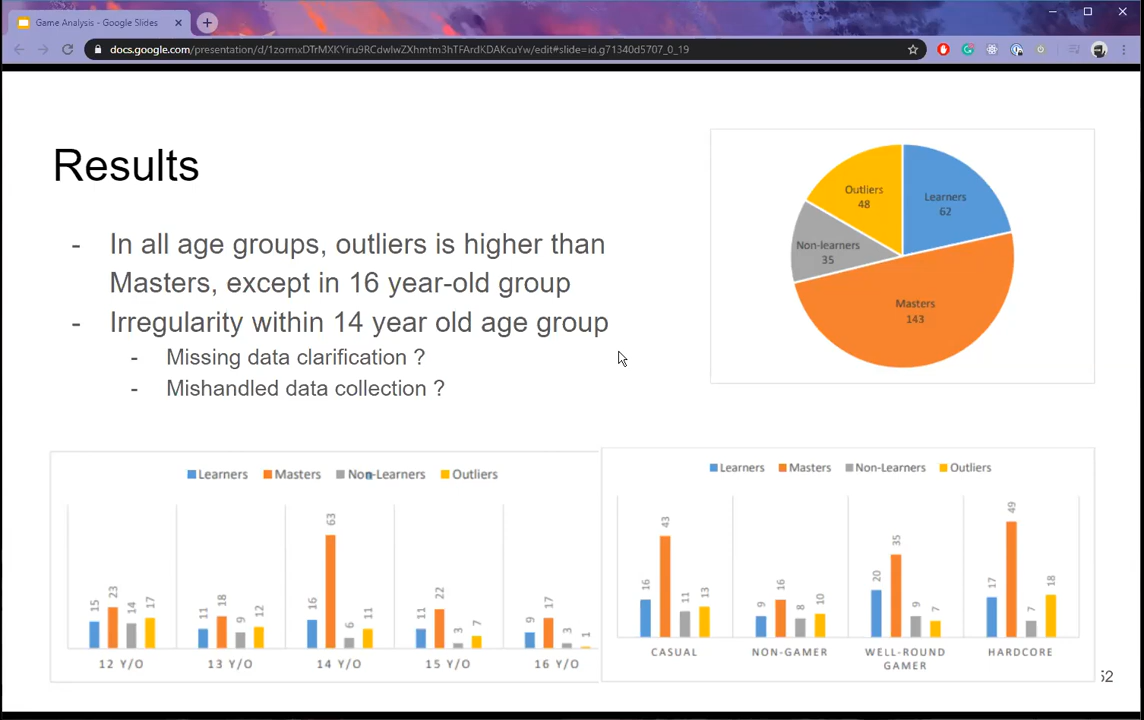 Game Analysis - Google Slides
docs.google.com/presentation/d/1zormxDTrMXKYiru9RCdwIwZXhmtm3hTFArdKDAKcuYw/edit#slide=id.g71340d5707_0_19
Results
- In all age groups, outliers is higher than
Masters, except in 16 year-old group
- Irregularity within 14 year old age group
- Missing data clarification ?
- Mishandled data collection ?
Outliers
48
Learners
62
Non-learners
35
Masters
143
Learners Masters Non-Learners Outliers
15 23 14 17 11 18 9 12 16 63 6 11 11 22 3 7 9 17 3 1
12 Y/O 13 Y/O 14 Y/O 15 Y/O 16 Y/O
Learners Masters Non-Learners Outliers
16 43 11 13 9 16 8 10 20 35 9 7 17 49 7 18
CASUAL NON-GAMER WELL-ROUND GAMER HARDCORE
52